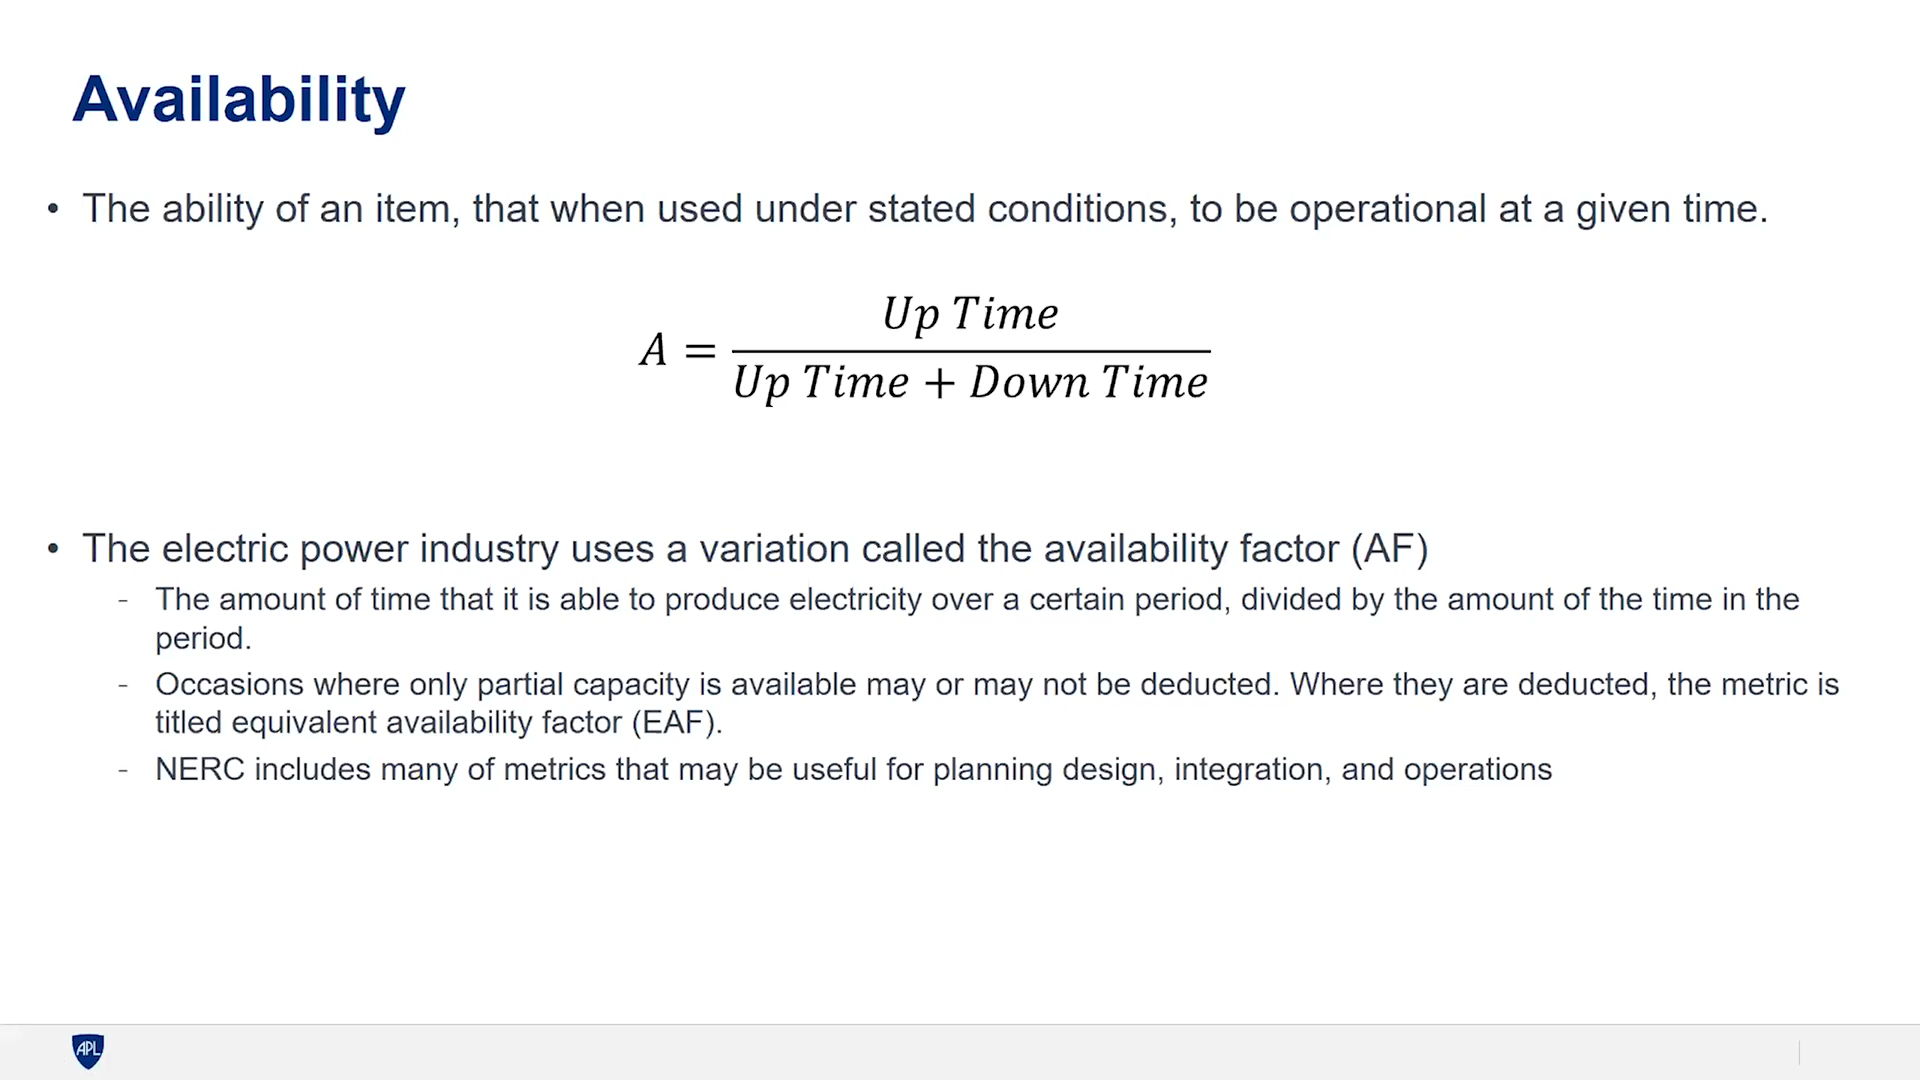 Availability
• The ability of an item, that when used under stated conditions, to be operational at a given time.
A = Up Time / Up Time + Down Time
• The electric power industry uses a variation called the availability factor (AF)
- The amount of time that it is able to produce electricity over a certain period, divided by the amount of the time in the
period.
- Occasions where only partial capacity is available may or may not be deducted. Where they are deducted, the metric is
titled equivalent availability factor (EAF).
- NERC includes many of metrics that may be useful for planning design, integration, and operations
APL